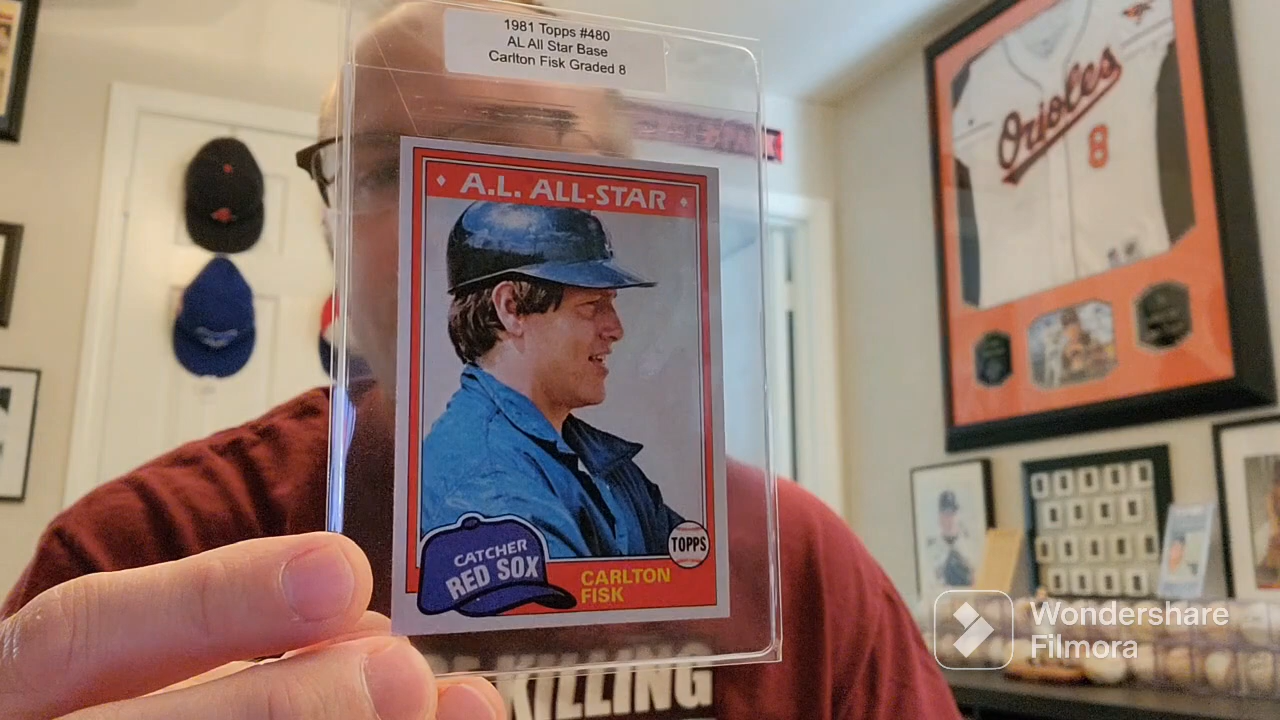 1981 Topps #480
AL All Star Base
Carlton Fisk Graded 8
A.L. ALL-STAR
CATCHER
RED SOX
TOPPS
CARLTON
FISK
Orioles
8
KILLING
Wondershare
Filmora